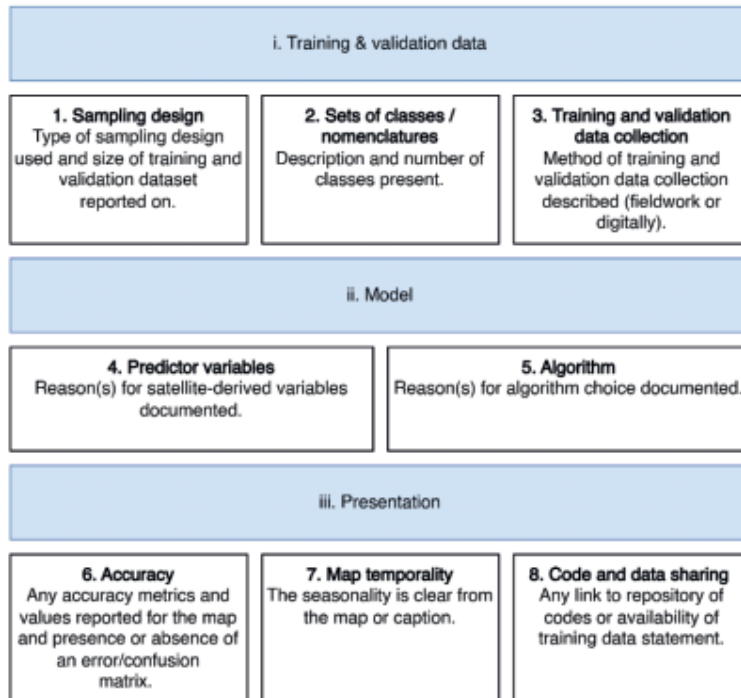 i. Training & validation data
1. Sampling design
Type of sampling design
used and size of training and
validation dataset
reported on.
2. Sets of classes /
nomenclatures
Description and number of
classes present.
3. Training and validation
data collection
Method of training and
validation data collection
described (fieldwork or
digitally).
ii. Model
4. Predictor variables
Reason(s) for satellite-derived variables
documented.
5. Algorithm
Reason(s) for algorithm choice documented.
iii. Presentation
6. Accuracy
Any accuracy metrics and
values reported for the map
and presence or absence of
an error/confusion
matrix.
7. Map temporality
The seasonality is clear from
the map or caption.
8. Code and data sharing
Any link to repository of
codes or availability of
training data statement.